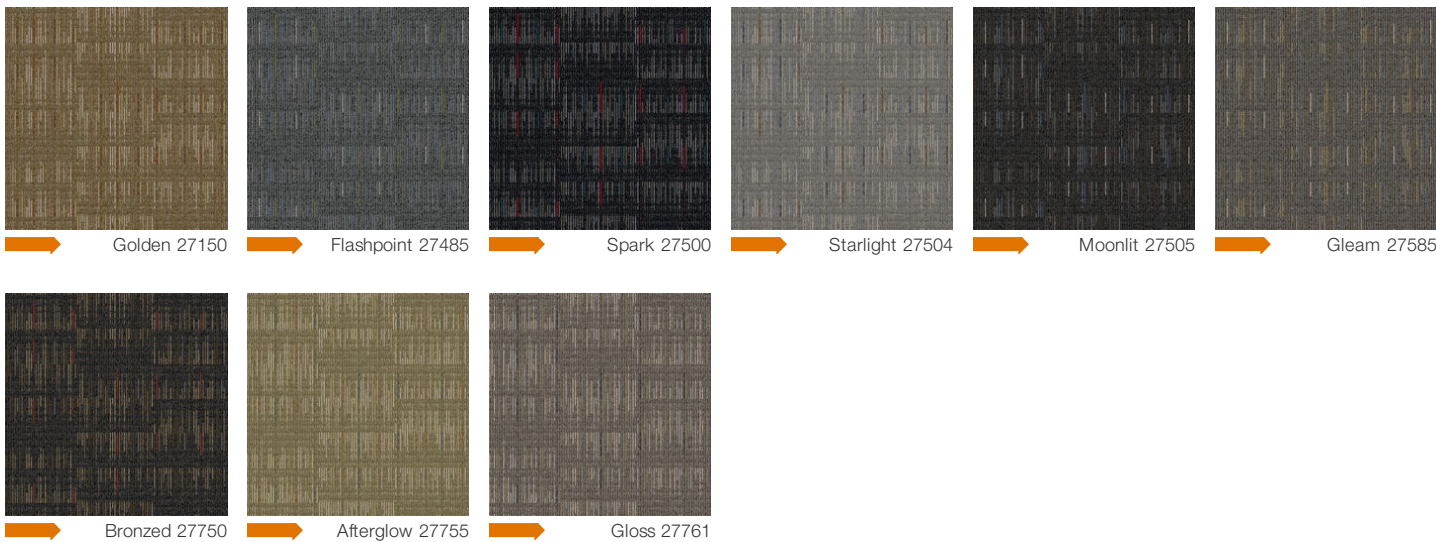 Golden 27150
Flashpoint 27485
Spark 27500
Starlight 27504
Moonlit 27505
Gleam 27585
Bronzed 27750
Afterglow 27755
Gloss 27761